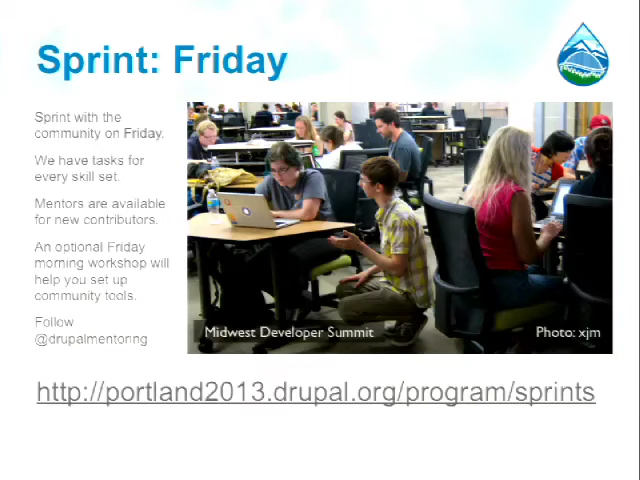 Sprint: Friday
Sprint with the
community on Friday.
We have tasks for
every skill set.
Mentors are available
for new contributors.
An optional Friday
morning workshop will
help you set up
community tools.
Follow
@drupalmentoring
Midwest Developer Summit
Photo: xjm
http://portland2013.drupal.org/program/sprints